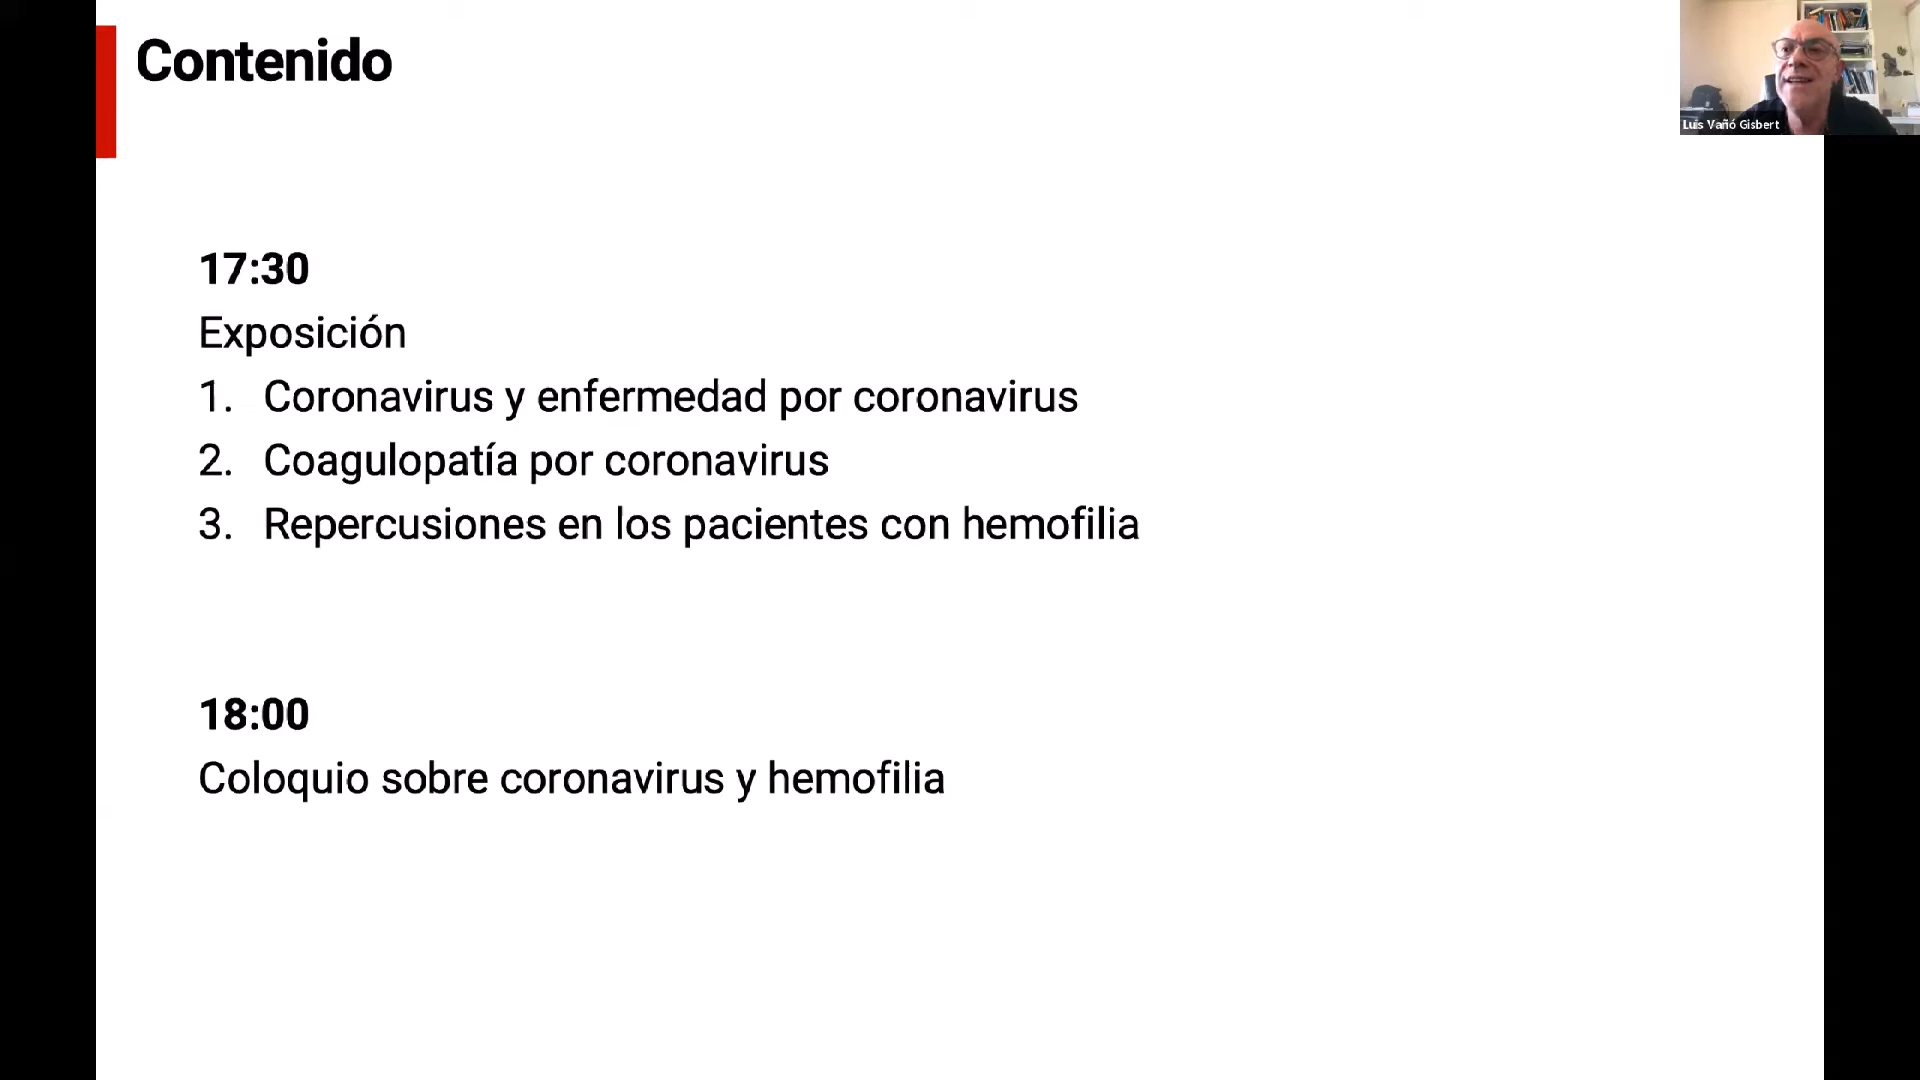 Contenido
Luis Vañó Gisbert
17:30
Exposición
1. Coronavirus y enfermedad por coronavirus
2. Coagulopatía por coronavirus
3. Repercusiones en los pacientes con hemofilia
18:00
Coloquio sobre coronavirus y hemofilia